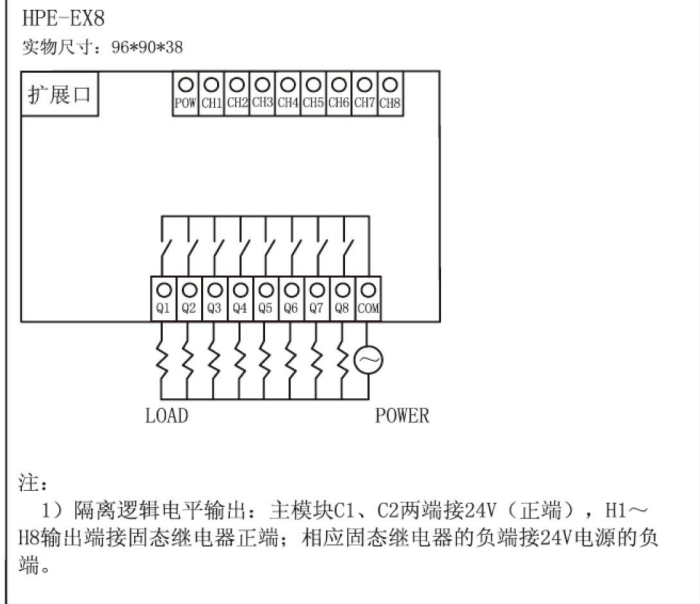 HPE-EX8
实物尺寸：96*90*38
扩展口
POW CH1 CH2 CH3 CH4 CH5 CH6 CH7 CH8
Q1 Q2 Q3 Q4 Q5 Q6 Q7 Q8 COM
LOAD POWER
注：
1）隔离逻辑电平输出：主模块C1、C2两端接24V（正端），H1～
H8输出端接固态继电器正端；相应固态继电器的负端接24V电源的负
端。